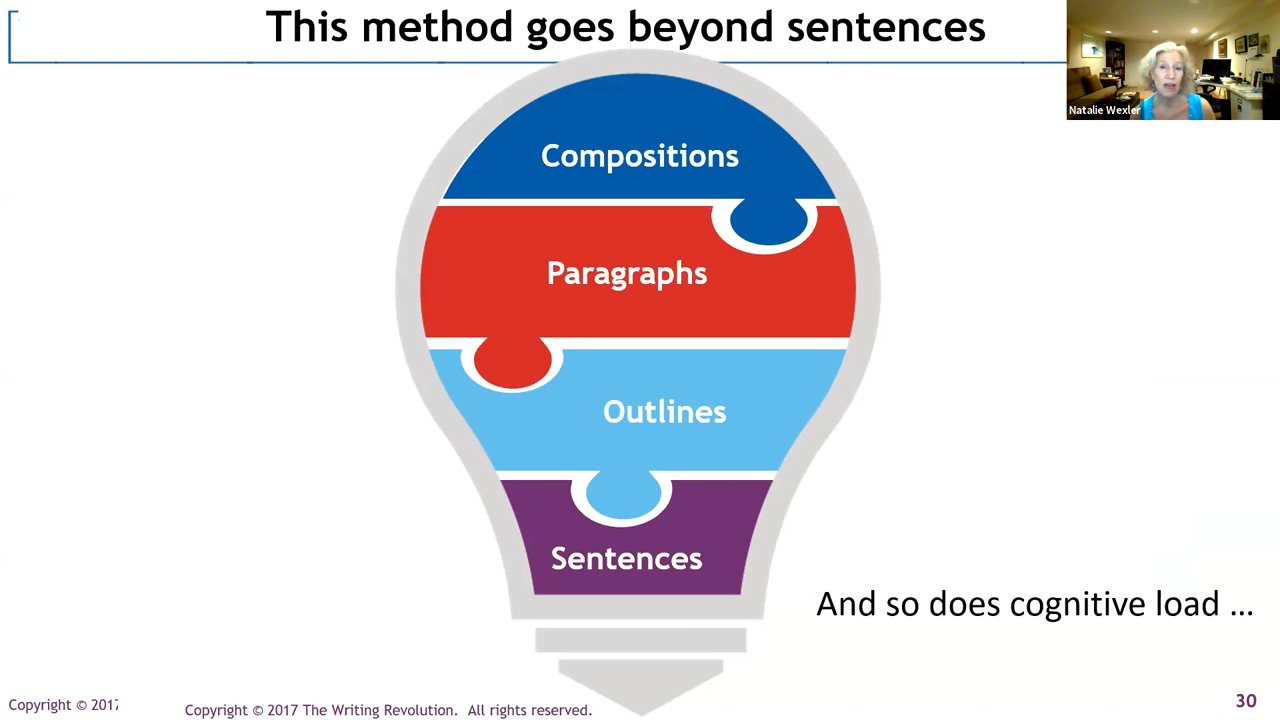 This method goes beyond sentences
Natalie Wexler
Compositions
Paragraphs
Outlines
Sentences
And so does cognitive load ...
30
Copyright © 2017
Copyright © 2017 The Writing Revolution. All rights reserved.